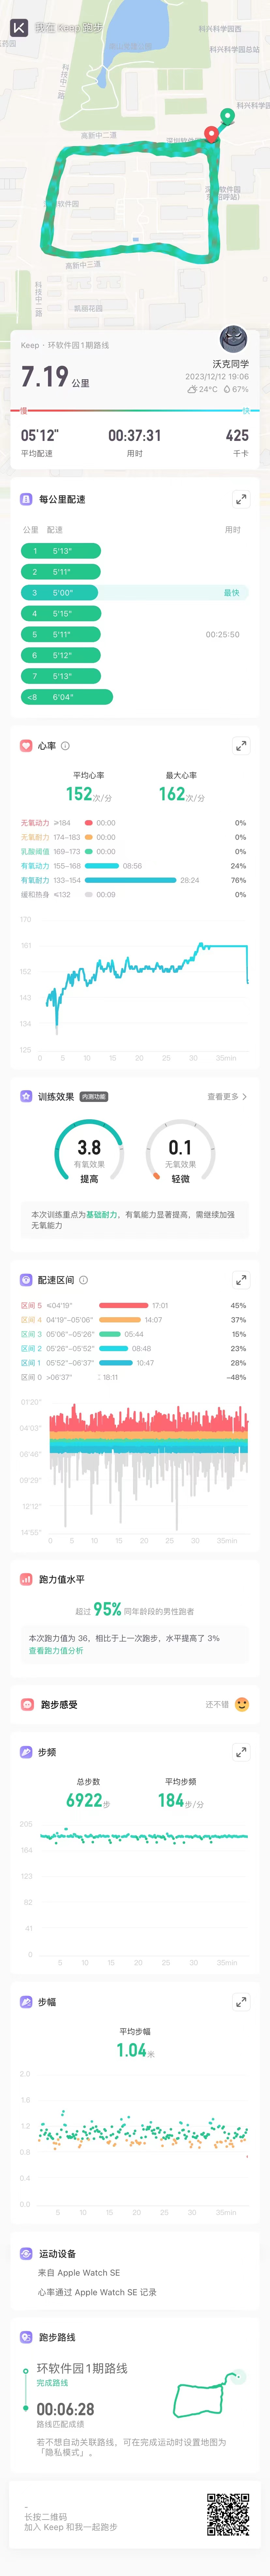 我在 Keep 跑步
科兴科学园西
科兴科学园总站
科技中二路
高新中二道
科兴科学
深圳软件园
高新中三道
科技中二路
凯丽花园
Keep · 环软件园1期路线
沃克同学
7.19 公里
2023/12/12 19:06
24°C 67%
慢
快
05'12" 00:37:31 425
平均配速 用时 千卡
每公里配速
公里 配速 用时
1 5'13"
2 5'11"
3 5'00" 最快
4 5'15"
5 5'11" 00:25:50
6 5'12"
7 5'13"
<8 6'04"
心率
平均心率 最大心率
152次/分 162次/分
无氧动力 ≥184 00:00 0%
无氧耐力 174-183 00:00 0%
乳酸阈值 169-173 00:00 0%
有氧动力 155-168 08:56 24%
有氧耐力 133-154 28:24 76%
缓和热身 ≤132 00:09 0%
170
161
152
143
134
125
0 5 10 15 20 25 30 35min
训练效果 内测功能 查看更多
3.8 0.1
有氧效果 无氧效果
提高 轻微
本次训练重点为基础耐力，有氧能力显著提高，需继续加强
无氧能力
配速区间
区间 5 ≤04'19" 17:01 45%
区间 4 04'19"-05'06" 14:07 37%
区间 3 05'06"-05'26" 05:44 15%
区间 2 05'26"-05'52" 08:48 23%
区间 1 05'52"-06'37" 10:47 28%
区间 0 >06'37" 18:11 -48%
01'20"
04'03"
06'46"
09'29"
12'12"
14'55"
0 5 10 15 20 25 30 35min
跑力值水平
超过 95% 同年龄段的男性跑者
本次跑力值为 36，相比于上一次跑步，水平提高了 3%
查看跑力值分析
跑步感受 还不错
步频
总步数 平均步频
6922步 184步/分
205
164
123
82
41
0
5 10 15 20 25 30 35min
步幅
平均步幅
1.04米
2.0
1.6
1.2
0.8
0.4
0.0
5 10 15 20 25 30 35min
运动设备
来自 Apple Watch SE
心率通过 Apple Watch SE 记录
跑步路线
环软件园1期路线
完成路线
00:06:28
路线匹配成绩
若不想自动关联路线，可在完成运动时设置地图为
「隐私模式」。
-
长按二维码
加入 Keep 和我一起跑步